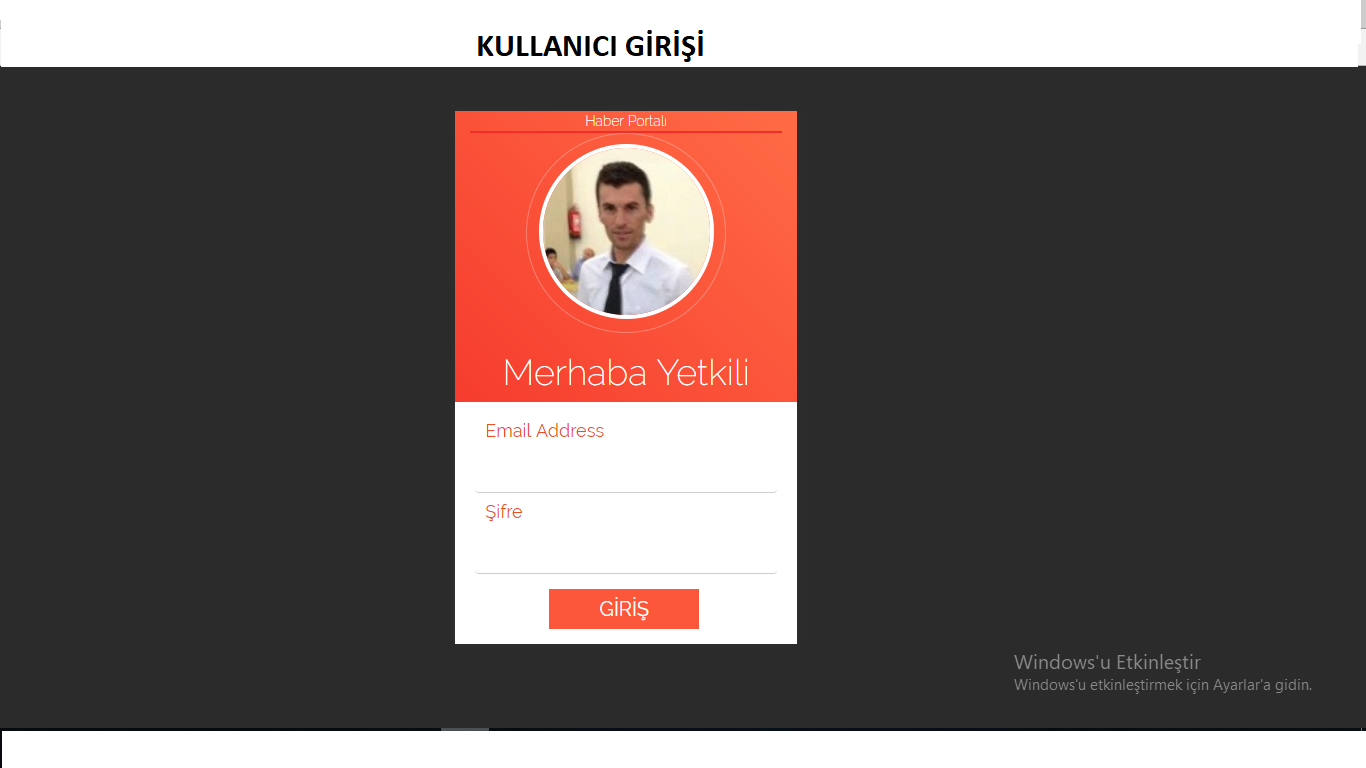 KULLANICI GİRİŞİ
Haber Portalı
Merhaba Yetkili
Email Address
Şifre
GİRİŞ
Windows'u Etkinleştir
Windows'u etkinleştirmek için Ayarlar'a gidin.